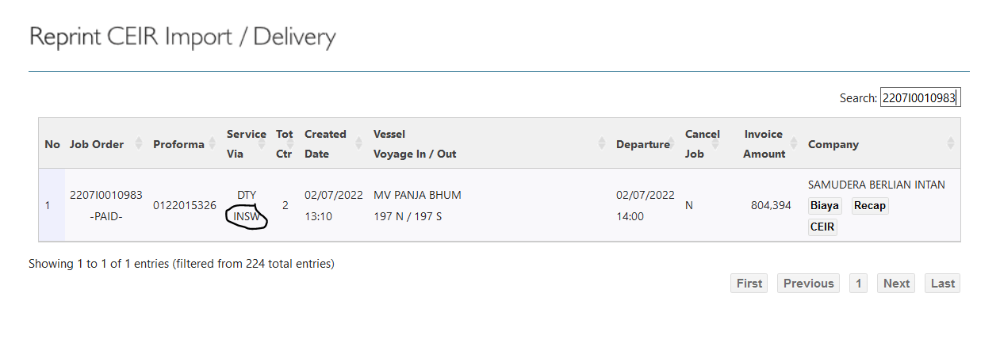 Reprint CEIR Import / Delivery
Search: 2207I0010983
No Job Order Proforma Service Via Tot Ctr Created Date Vessel Voyage In / Out Departure Cancel Job Invoice Amount Company
1 2207I0010983 -PAID- 0122015326 DTY INSW 2 02/07/2022 13:10 MV PANJA BHUM 197 N / 197 S 02/07/2022 14:00 N 804,394 SAMUDERA BERLIAN INTAN
Biaya Recap
CEIR
Showing 1 to 1 of 1 entries (filtered from 224 total entries)
First Previous 1 Next Last